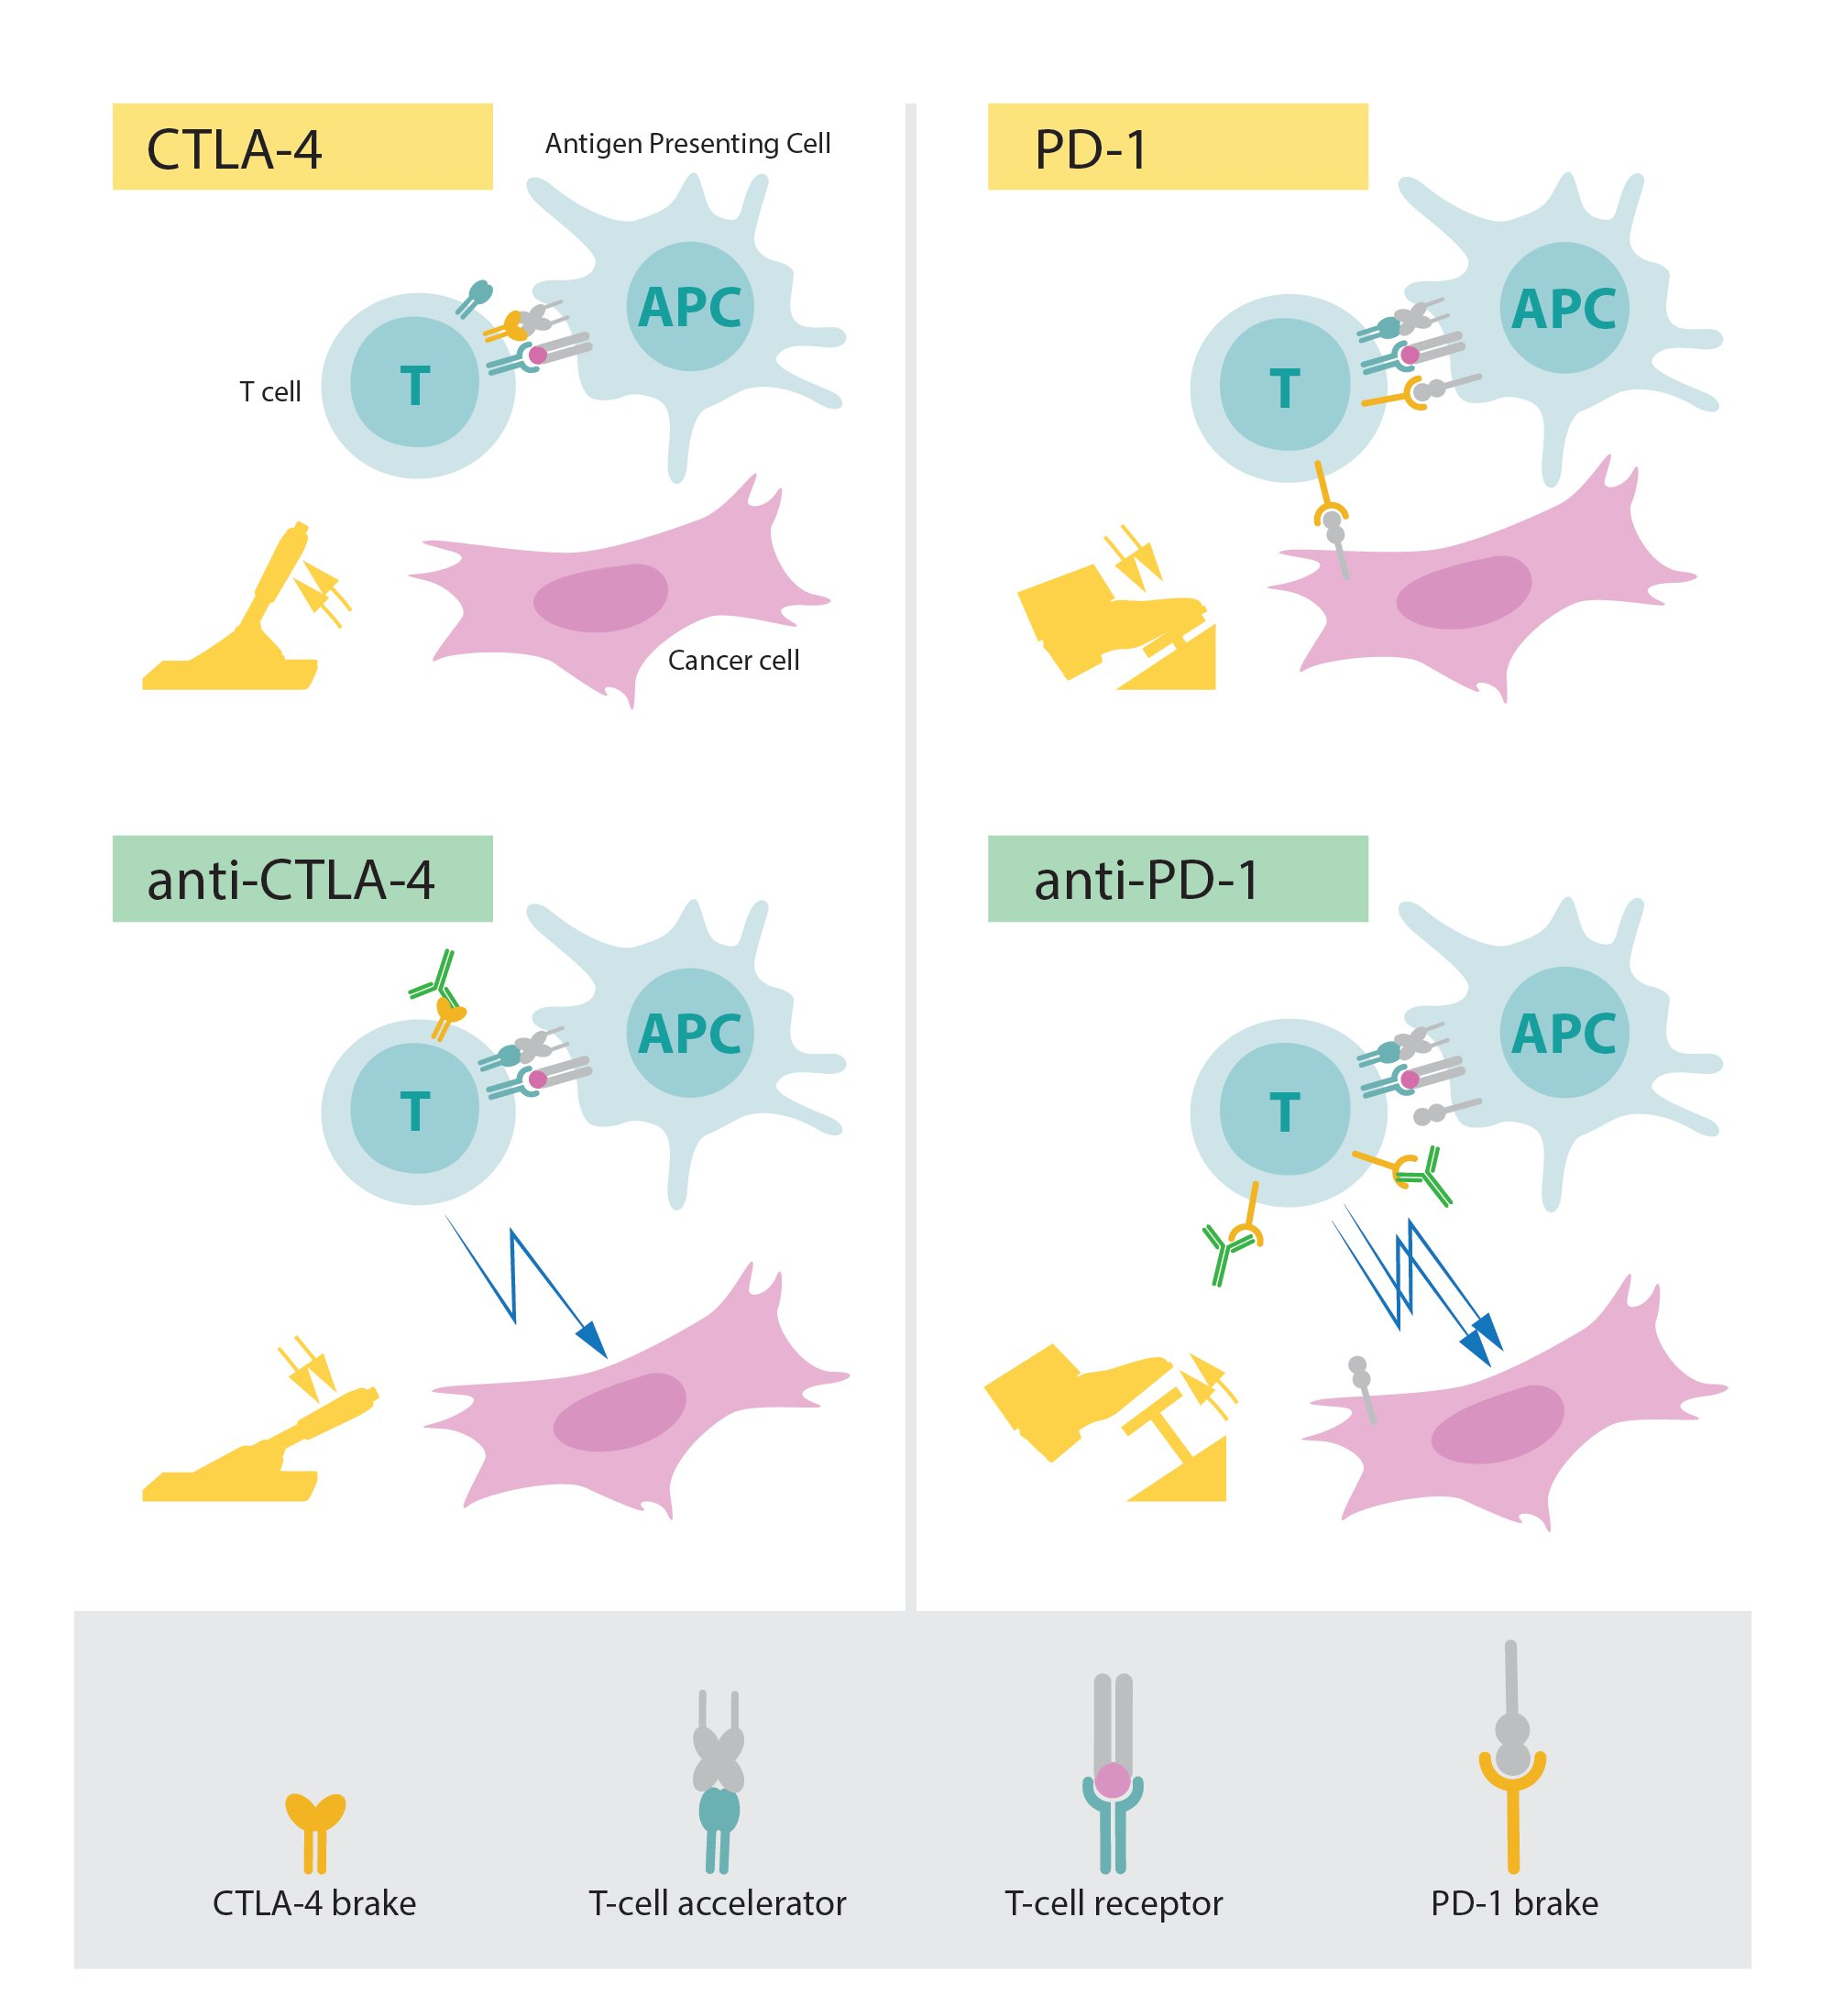 CTLA-4
Antigen Presenting Cell
APC
T cell
T
Cancer cell
PD-1
APC
T
anti-CTLA-4
APC
T
anti-PD-1
APC
T
CTLA-4 brake
T-cell accelerator
T-cell receptor
PD-1 brake